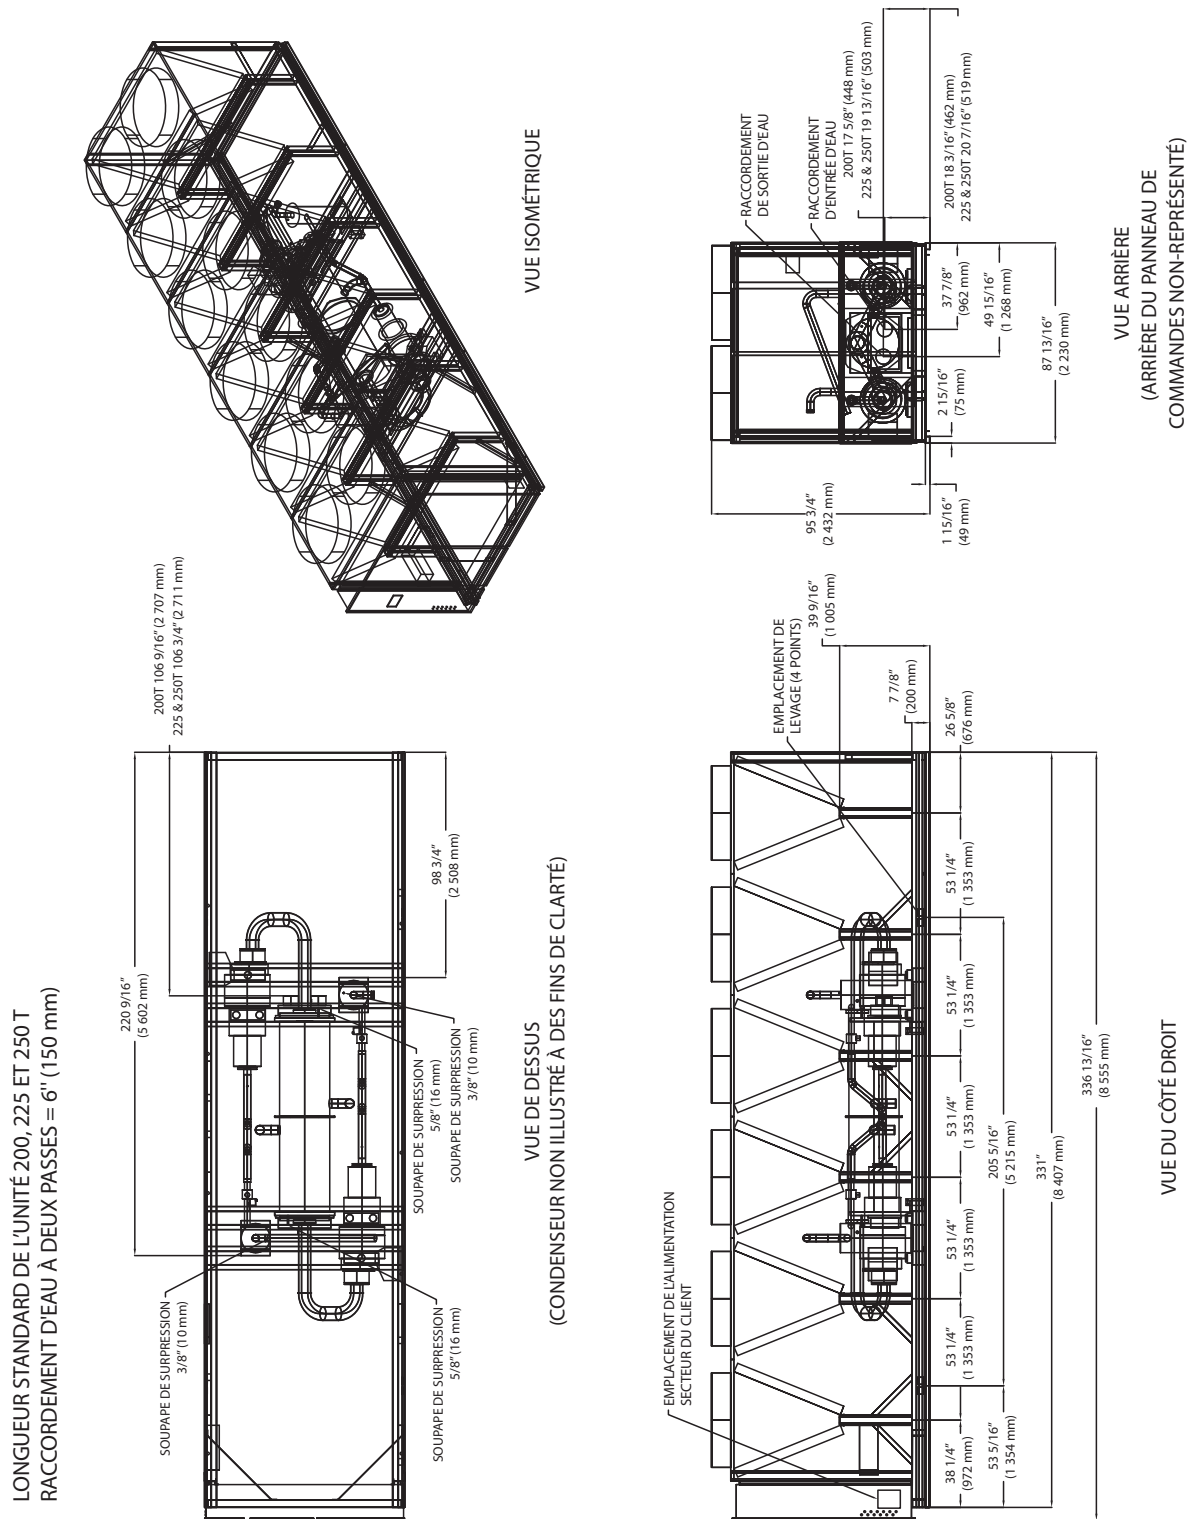 LONGUEUR STANDARD DE L'UNITÉ 200, 225 ET 250 T
RACCORDEMENT D'EAU À DEUX PASSES = 6" (150 mm)
220 9/16"
(5 602 mm)
200T 106 9/16" (2 707 mm)
225 & 250T 106 3/4" (2 711 mm)
SOUPAPE DE SURPRESSION
3/8" (10 mm)
SOUPAPE DE SURPRESSION
5/8" (16 mm)
SOUPAPE DE SURPRESSION
5/8" (16 mm)
SOUPAPE DE SURPRESSION
3/8" (10 mm)
98 3/4"
(2 508 mm)
VUE DE DESSUS
(CONDENSEUR NON ILLUSTRÉ À DES FINS DE CLARTÉ)
VUE ISOMÉTRIQUE
EMPLACEMENT DE L'ALIMENTATION
SECTEUR DU CLIENT
EMPLACEMENT DE
LEVAGE (4 POINTS)
39 9/16"
(1 005 mm)
7 7/8"
(200 mm)
38 1/4"
(972 mm)
53 1/4"
(1 353 mm)
53 1/4"
(1 353 mm)
53 1/4"
(1 353 mm)
53 1/4"
(1 353 mm)
53 1/4"
(1 353 mm)
26 5/8"
(676 mm)
53 5/16"
(1 354 mm)
205 5/16"
(5 215 mm)
331"
(8 407 mm)
336 13/16"
(8 555 mm)
VUE DU CÔTÉ DROIT
RACCORDEMENT
DE SORTIE D'EAU
RACCORDEMENT
D'ENTRÉE D'EAU
200T 17 5/8" (448 mm)
225 & 250T 19 13/16" (503 mm)
200T 18 3/16" (462 mm)
225 & 250T 20 7/16" (519 mm)
95 3/4"
(2 432 mm)
1 15/16"
(49 mm)
2 15/16"
(75 mm)
37 7/8"
(962 mm)
49 15/16"
(1 268 mm)
87 13/16"
(2 230 mm)
VUE ARRIÈRE
(ARRIÈRE DU PANNEAU DE
COMMANDES NON-REPRÉSENTÉ)